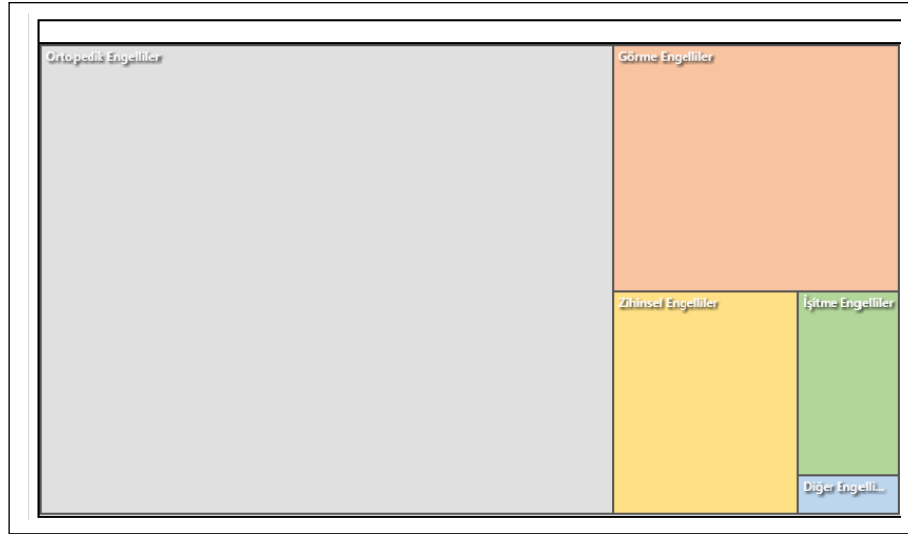 Ortopedik Engelliler
Görme Engelliler
Zihinsel Engelliler
İşitme Engelliler
Diğer Engelli...